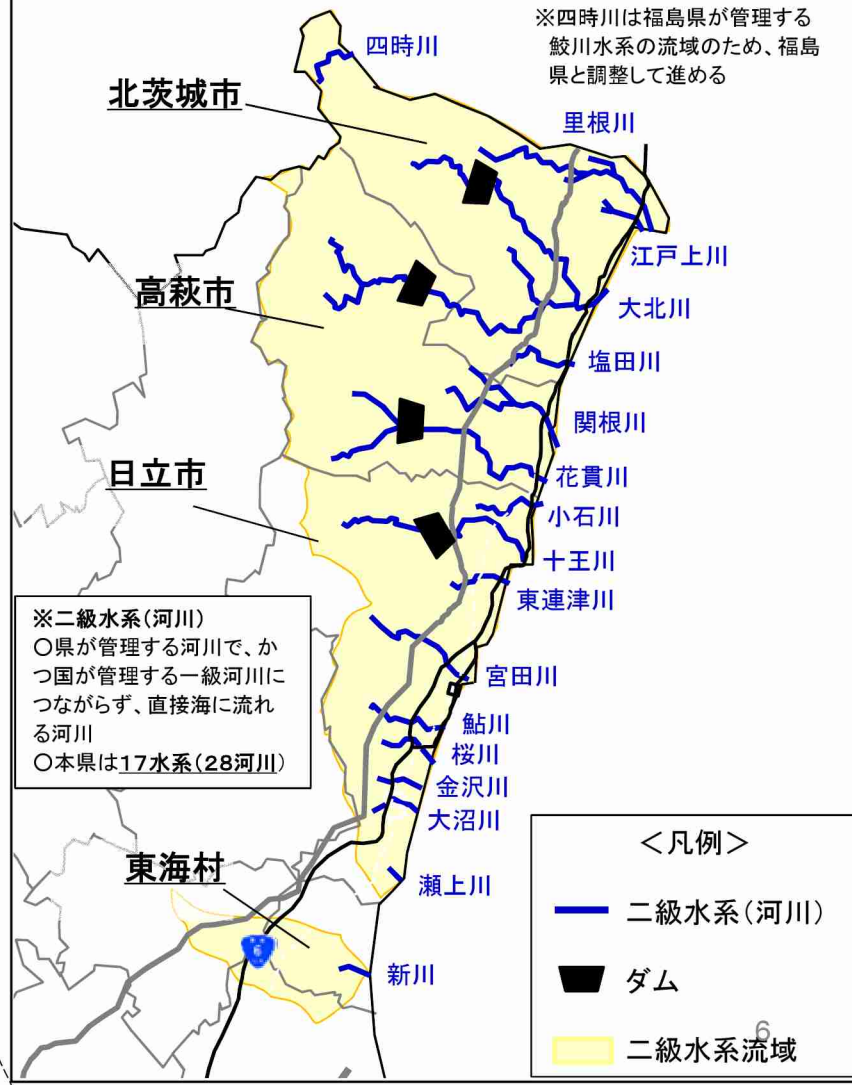 ※四時川は福島県が管理する
鮫川水系の流域のため、福島
県と調整して進める
四時川
北茨城市
里根川
江戸上川
高萩市
大北川
塩田川
関根川
日立市
花貫川
小石川
十王川
東連津川
※二級水系(河川)
○県が管理する河川で、か
つ国が管理する一級河川に
つながらず、直接海に流れ
る河川
○本県は17水系(28河川)
宮田川
鮎川
桜川
金沢川
大沼川
東海村
瀬上川
6
新川
<凡例>
二級水系(河川)
ダム
二級水系流域
6